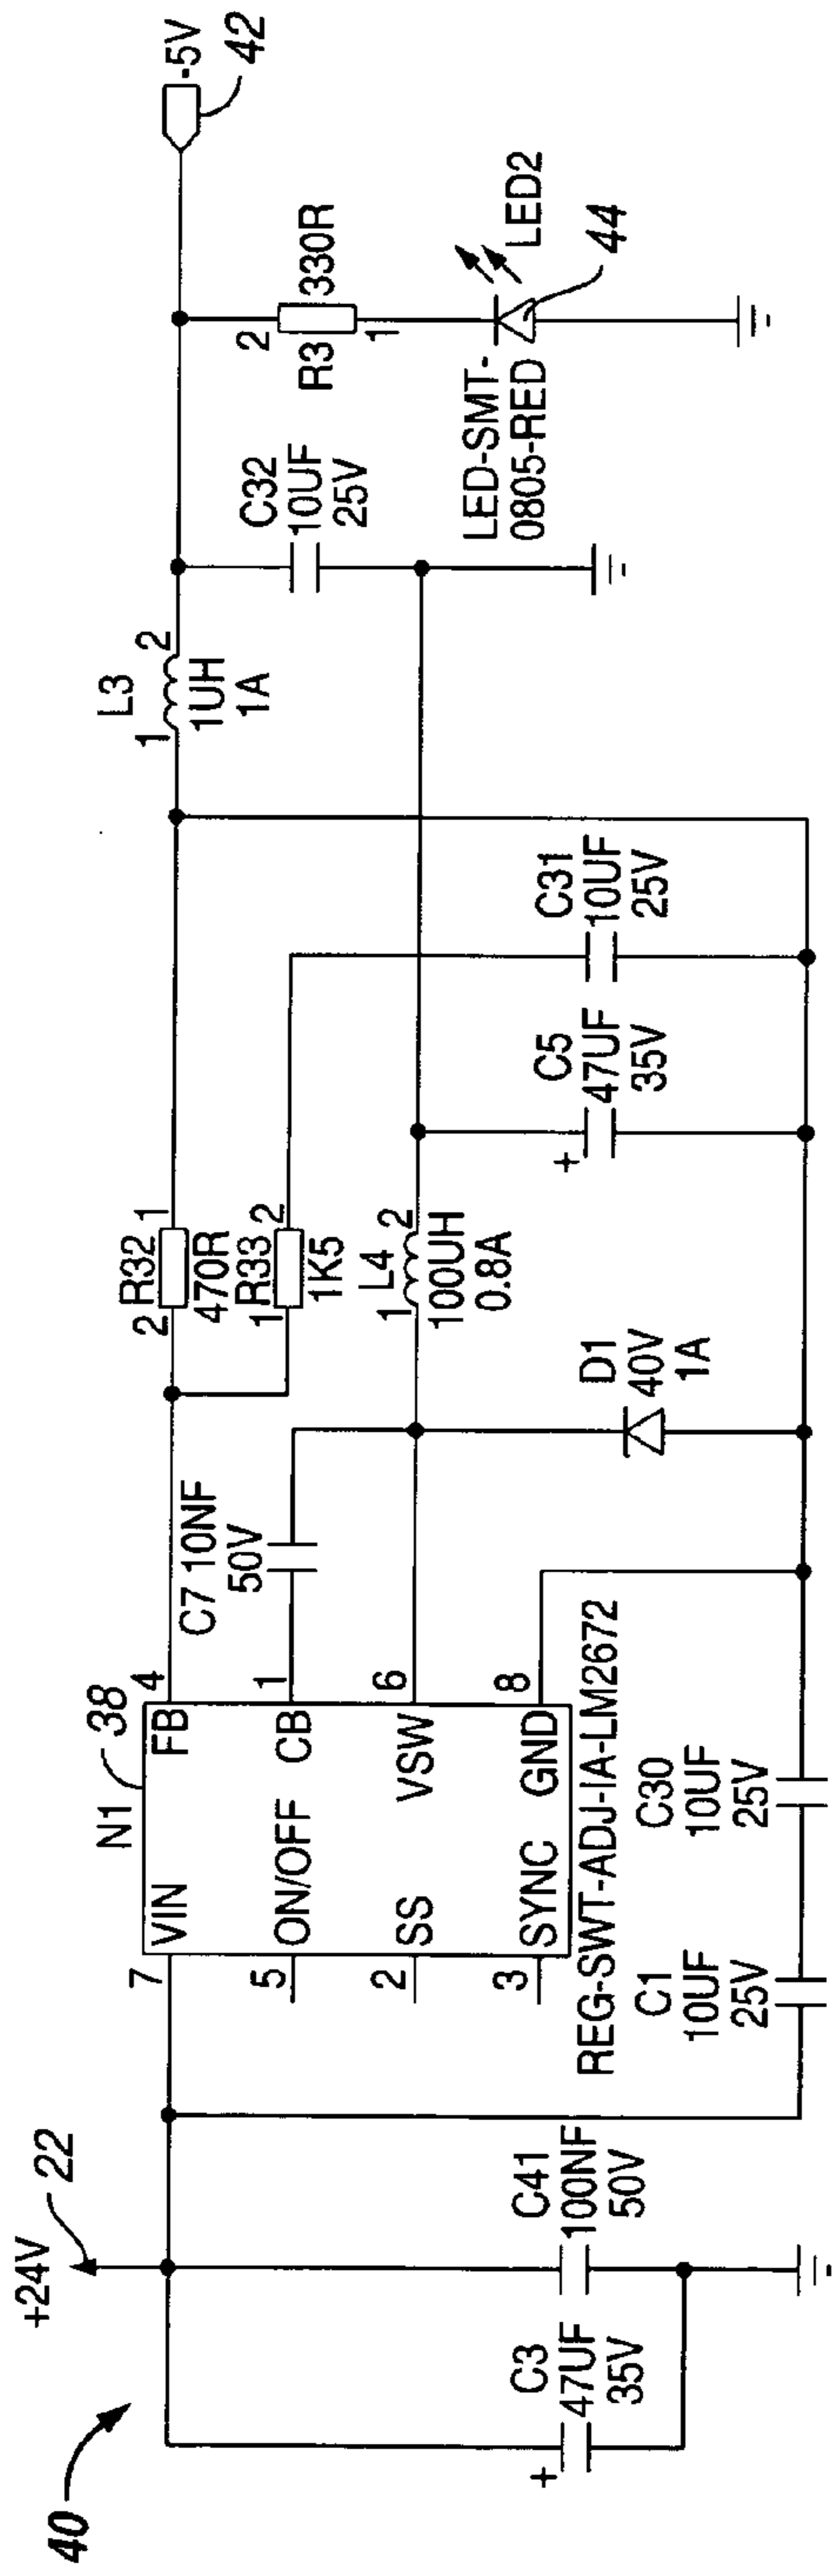 40
+24V
22
C3
47UF
35V
+
C41
100NF
50V
N1
38
7
VIN
FB
4
5
ON/OFF
CB
1
2
SS
VSW
6
3
SYNC
GND
8
REG-SWT-ADJ-IA-LM2672
C1
10UF
25V
C30
10UF
25V
C7 10NF
50V
2
R32
1
470R
1
R33
2
1K5
L4
1
2
100UH
0.8A
D1
40V
1A
C5
47UF
35V
+
C31
10UF
25V
L3
1
2
1UH
1A
C32
10UF
25V
2
R3
330R
1
LED-SMT-
0805-RED
LED2
44
-5V
42